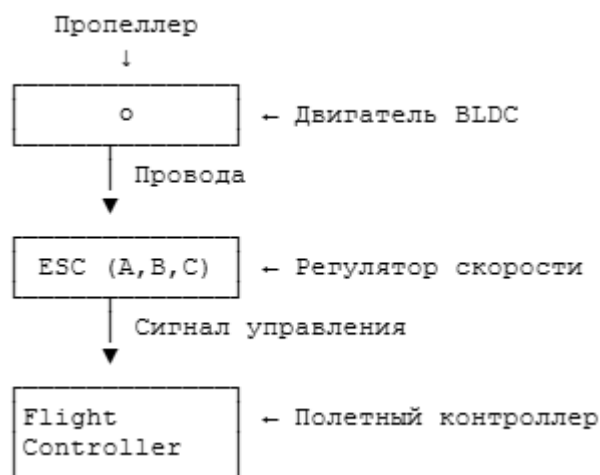 Пропеллер
↓
o ← Двигатель BLDC
Провода
▼
ESC (A,B,C) ← Регулятор скорости
Сигнал управления
▼
Flight ← Полетный контроллер
Controller